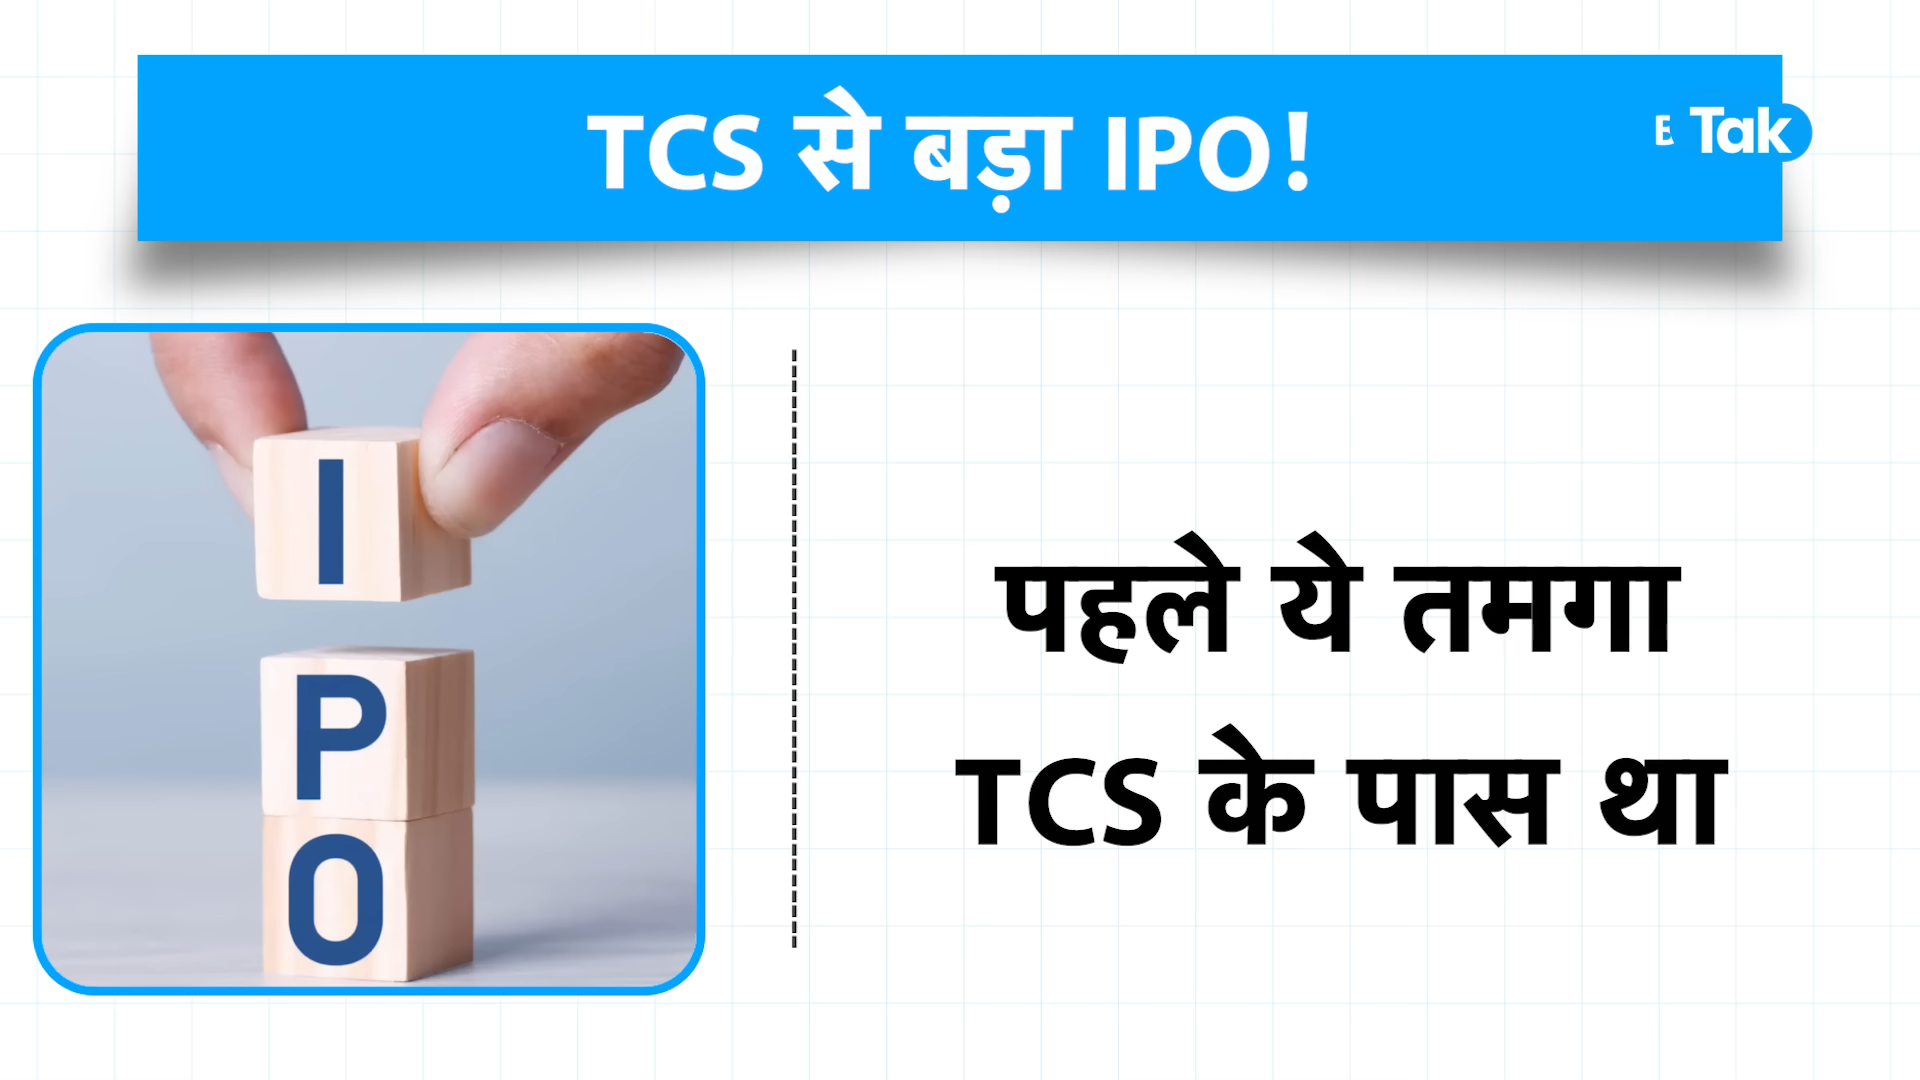 TCS से बड़ा IPO!
Tak
I
P
O
पहले ये तमगा
TCS के पास था